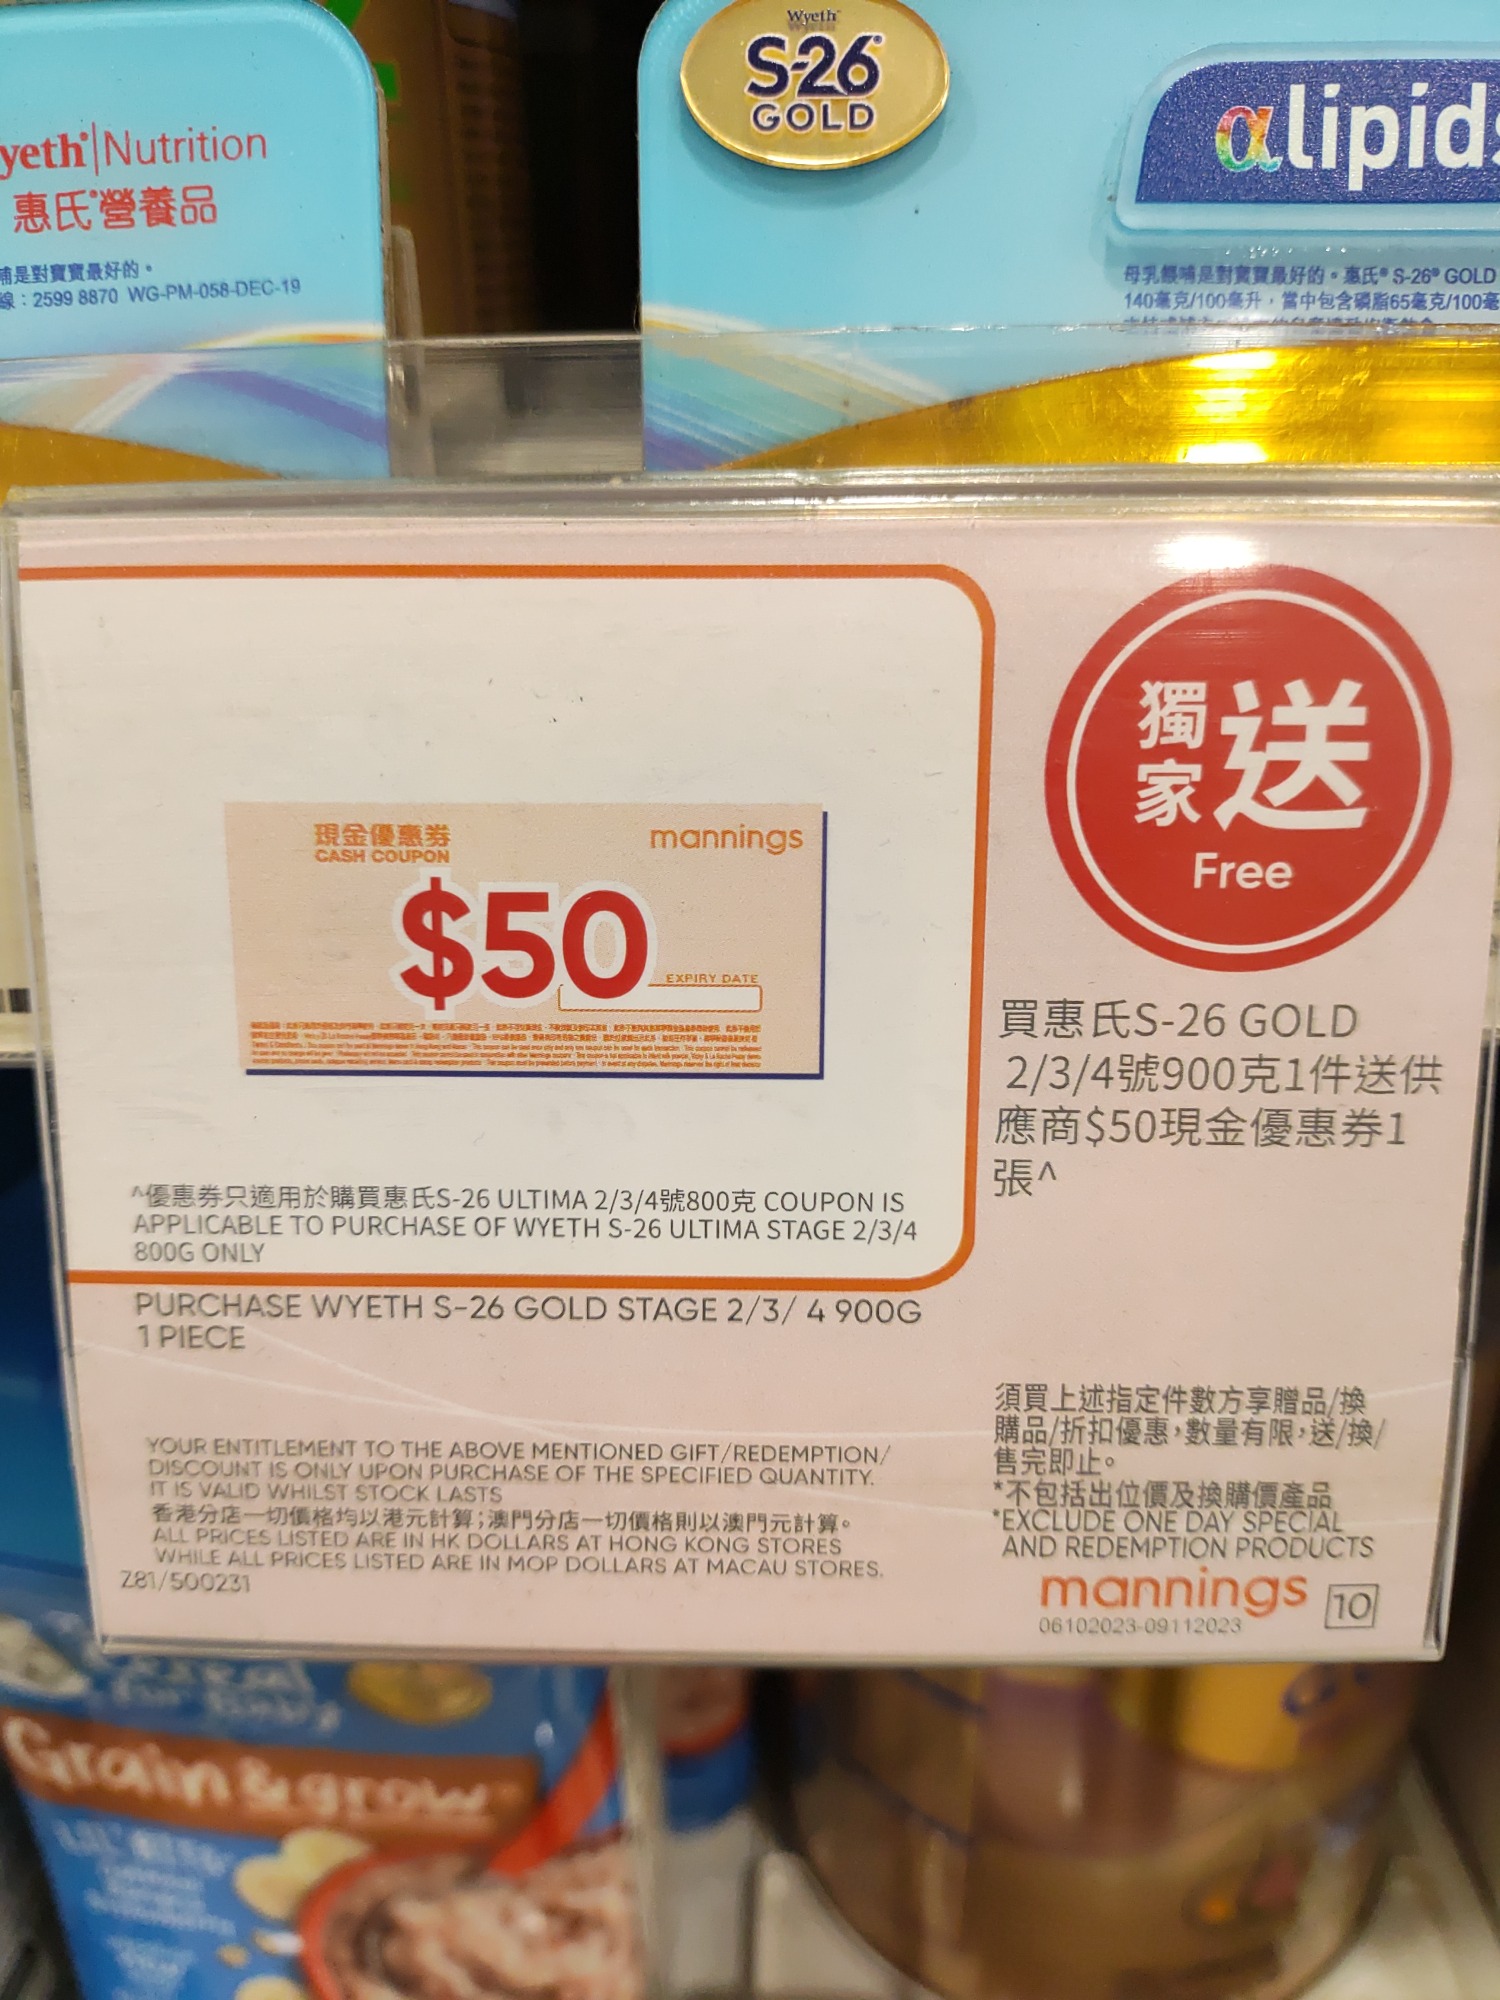 Wyeth
S-26
GOLD
αlipids
yeth|Nutrition
惠氏營養品
哺是對寶寶最好的。
線：2599 8870 WG-PM-058-DEC-19
母乳餵哺是對寶寶最好的。惠氏® S-26® GOLD
140毫克/100毫升，當中包含磷脂65毫克/100毫
現金優惠券
CASH COUPON
mannings
$50
EXPIRY DATE
獨家送
Free
買惠氏S-26 GOLD
2/3/4號900克1件送供
應商$50現金優惠券1
張^
^優惠券只適用於購買惠氏S-26 ULTIMA 2/3/4號800克 COUPON IS
APPLICABLE TO PURCHASE OF WYETH S-26 ULTIMA STAGE 2/3/4
800G ONLY
PURCHASE WYETH S-26 GOLD STAGE 2/3/ 4 900G
1 PIECE
YOUR ENTITLEMENT TO THE ABOVE MENTIONED GIFT/REDEMPTION/
DISCOUNT IS ONLY UPON PURCHASE OF THE SPECIFIED QUANTITY.
IT IS VALID WHILST STOCK LASTS
香港分店一切價格均以港元計算;澳門分店一切價格則以澳門元計算。
ALL PRICES LISTED ARE IN HK DOLLARS AT HONG KONG STORES
WHILE ALL PRICES LISTED ARE IN MOP DOLLARS AT MACAU STORES.
Z81/500231
須買上述指定件數方享贈品/換
購品/折扣優惠，數量有限，送/換/
售完即止。
*不包括出位價及換購價產品
*EXCLUDE ONE DAY SPECIAL
AND REDEMPTION PRODUCTS
mannings 10
06102023-09112023
Cereal
for baby
Grain & grow